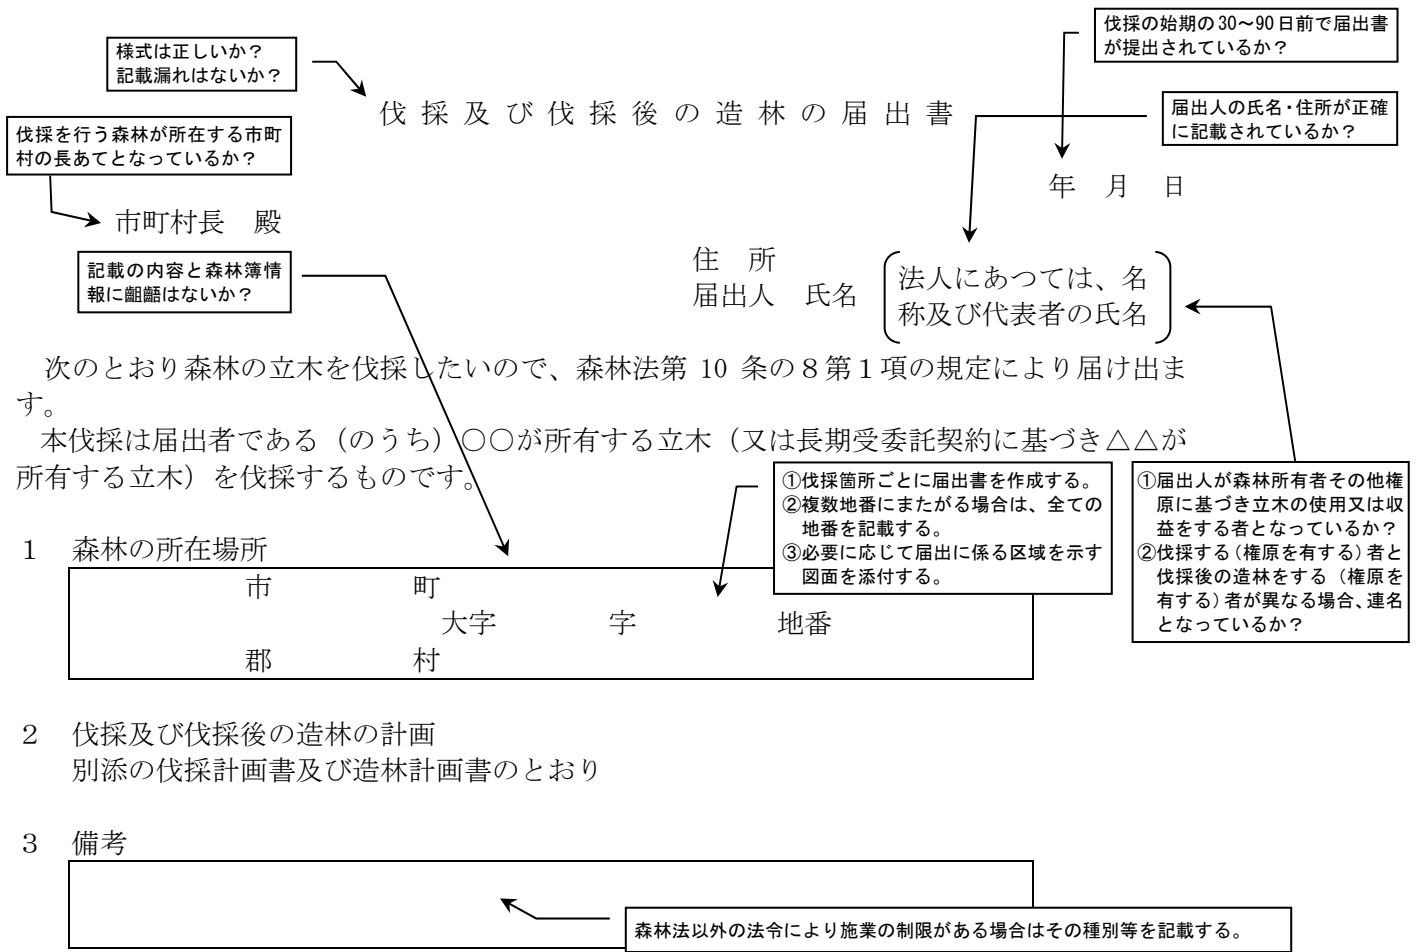 伐採の始期の30～90日前で届出書
が提出されているか？
様式は正しいか？
記載漏れはないか？
伐採及び伐採後の造林の届出書
届出人の氏名・住所が正確
に記載されているか？
伐採を行う森林が所在する市町
村の長あてとなっているか？
年　月　日
市町村長　殿
記載の内容と森林簿情
報に齟齬はないか？
住　所
届出人　氏名
法人にあつては、名
称及び代表者の氏名
次のとおり森林の立木を伐採したいので、森林法第 10 条の８第１項の規定により届け出ま
す。
本伐採は届出者である（のうち）○○が所有する立木（又は長期受委託契約に基づき△△が
所有する立木）を伐採するものです。
①伐採箇所ごとに届出書を作成する。
②複数地番にまたがる場合は、全ての
地番を記載する。
③必要に応じて届出に係る区域を示す
図面を添付する。
①届出人が森林所有者その他権
原に基づき立木の使用又は収
益をする者となっているか？
②伐採する（権原を有する）者と
伐採後の造林をする（権原を
有する）者が異なる場合、連名
となっているか？
１　森林の所在場所
市　町
大字　字　地番
郡　村
２　伐採及び伐採後の造林の計画
別添の伐採計画書及び造林計画書のとおり
３　備考
森林法以外の法令により施業の制限がある場合はその種別等を記載する。